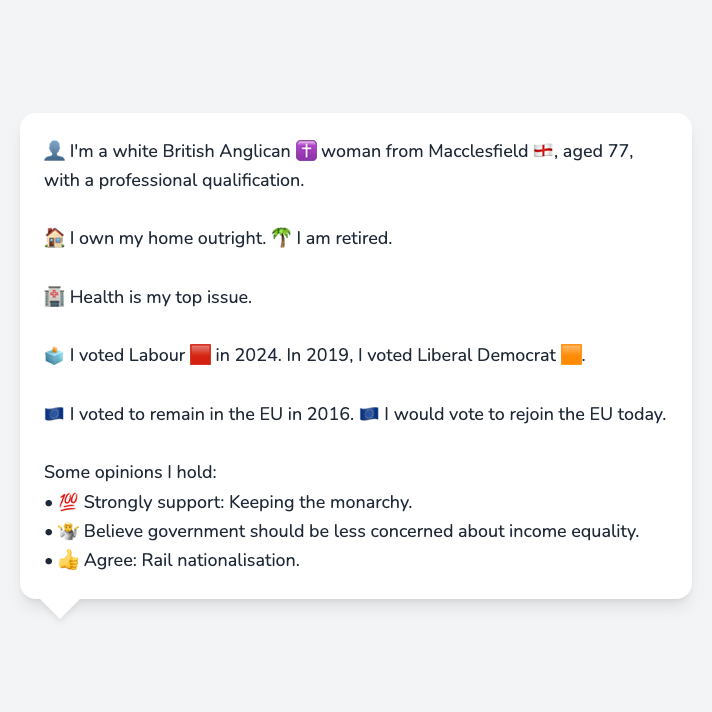 👤 I'm a white British Anglican ✝️ woman from Macclesfield 🏴󠁧󠁢󠁥󠁮󠁧󠁿, aged 77,
with a professional qualification.
🏠 I own my home outright. 🌴 I am retired.
🏥 Health is my top issue.
🗳️ I voted Labour 🟥 in 2024. In 2019, I voted Liberal Democrat 🟧.
🇪🇺 I voted to remain in the EU in 2016. 🇪🇺 I would vote to rejoin the EU today.
Some opinions I hold:
• 💯 Strongly support: Keeping the monarchy.
• 🤷 Believe government should be less concerned about income equality.
• 👍 Agree: Rail nationalisation.